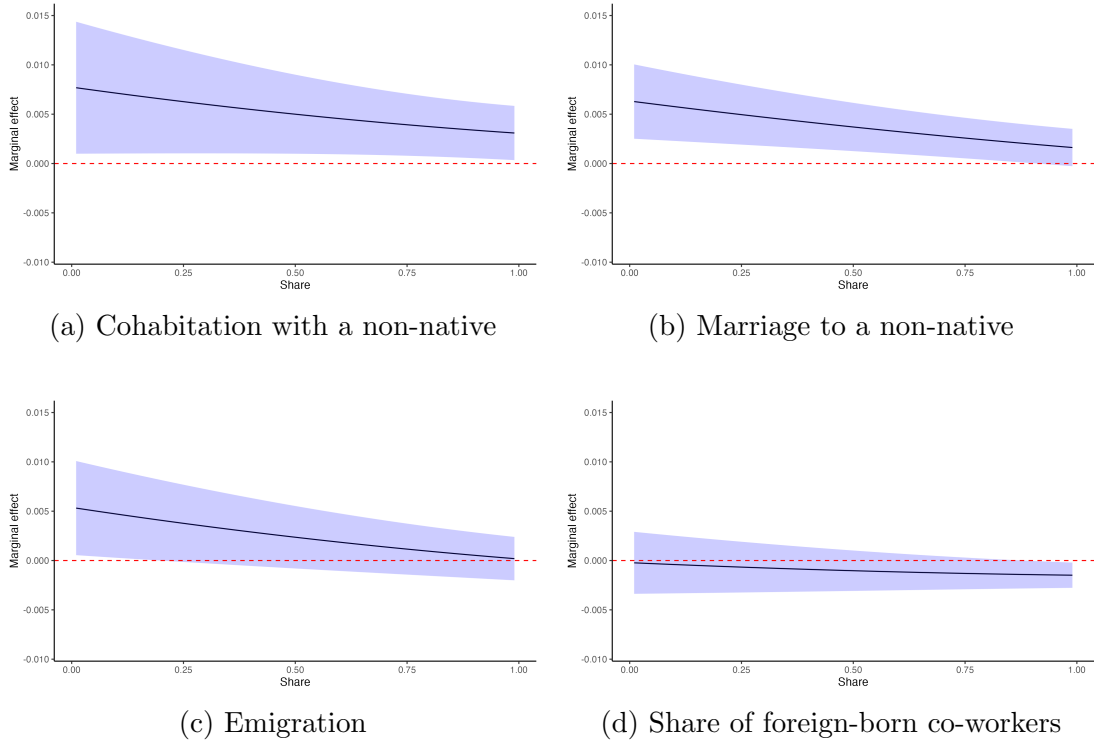 0.015
0.010
0.005
0.000
-0.005
-0.010
Marginal effect
0.00 0.25 0.50 0.75 1.00
Share
(a) Cohabitation with a non-native
0.015
0.010
0.005
0.000
-0.005
-0.010
Marginal effect
0.00 0.25 0.50 0.75 1.00
Share
(b) Marriage to a non-native
0.015
0.010
0.005
0.000
-0.005
-0.010
Marginal effect
0.00 0.25 0.50 0.75 1.00
Share
(c) Emigration
0.015
0.010
0.005
0.000
-0.005
-0.010
Marginal effect
0.00 0.25 0.50 0.75 1.00
Share
(d) Share of foreign-born co-workers